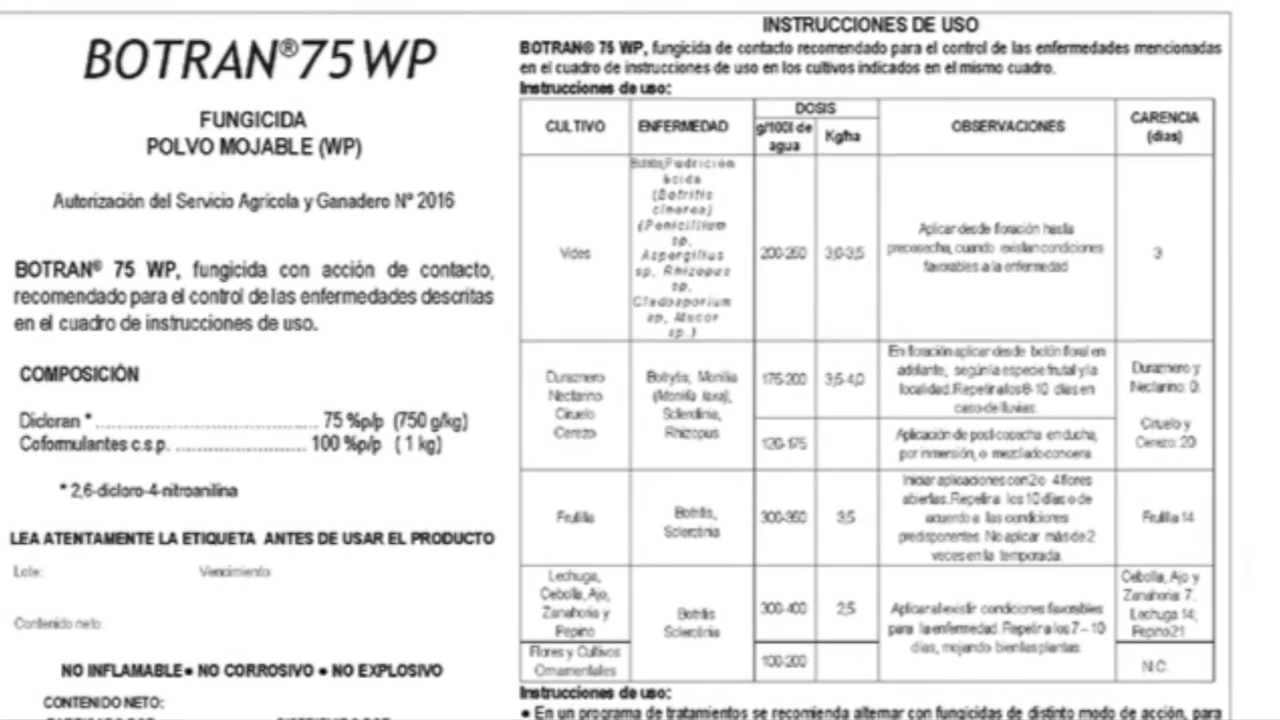 BOTRAN®75 WP
FUNGICIDA
POLVO MOJABLE (WP)
Autorización del Servicio Agrícola y Ganadero Nº 2016
BOTRAN® 75 WP, fungicida con acción de contacto,
recomendado para el control de las enfermedades descritas
en el cuadro de instrucciones de uso.
COMPOSICIÓN
Dicloran *.......................................... 75 %p/p (750 g/kg)
Coformulantes c.s.p. ......................... 100 %p/p ( 1 kg)
* 2,6-dicloro-4-nitroanilina
LEA ATENTAMENTE LA ETIQUETA ANTES DE USAR EL PRODUCTO
Lote: Vencimiento:
Contenido neto:
NO INFLAMABLE● NO CORROSIVO ● NO EXPLOSIVO
CONTENIDO NETO:
INSTRUCCIONES DE USO
BOTRAN® 75 WP, fungicida de contacto recomendado para el control de las enfermedades mencionadas
en el cuadro de instrucciones de uso en los cultivos indicados en el mismo cuadro.
Instrucciones de uso:
CULTIVO ENFERMEDAD DOSIS OBSERVACIONES CARENCIA
(días)
g/100l de
agua
Kg/ha
Vides
Botritis,Pudrición
ácida
(Botritis
cinerea)
(Penicillium
sp.
Aspergillus
sp, Rhizopus
sp.
Cladosporium
sp, Mucor
sp.)
200-250 3,0-3,5
Aplicar desde floración hasta
precosecha, cuando existan condiciones
favorables a la enfermedad
3
Duraznero
Nectarino
Ciruelo
Cerezo
Botrytis, Monilia
(Monilia laxa),
Sclerotinia,
Rhizopus
175-200 3,5-4,0
En floración aplicar desde botón floral en
adelante, según la especie frutal y la
localidad. Repetir a los 8-10 días en
caso de lluvias.
120-175
Aplicación de post-cosecha en ducha,
por inmersión, o mezclado con cera.
Duraznero y
Nectarino: 0.
Ciruelo y
Cerezo: 20
Frutilla
Botritis,
Sclerotinia
300-350 3,5
Iniciar aplicaciones con 2 o 4 flores
abiertas. Repetir a los 10 días o de
acuerdo a las condiciones
predisponentes. No aplicar más de 2
veces en la temporada.
Frutilla 14
Lechuga,
Cebolla, Ajo,
Zanahoria y
Pepino
Botritis
Sclerotinia
300-400 2,5
Aplicar al existir condiciones favorables
para la enfermedad. Repetir a los 7 – 10
días, mojando bien las plantas.
Cebolla, Ajo y
Zanahoria: 7,
Lechuga 14;
Pepino 21
Flores y Cultivos
Ornamentales
100-200
N.C.
Instrucciones de uso:
● En un programa de tratamientos se recomienda alternar con fungicidas de distinto modo de acción, para